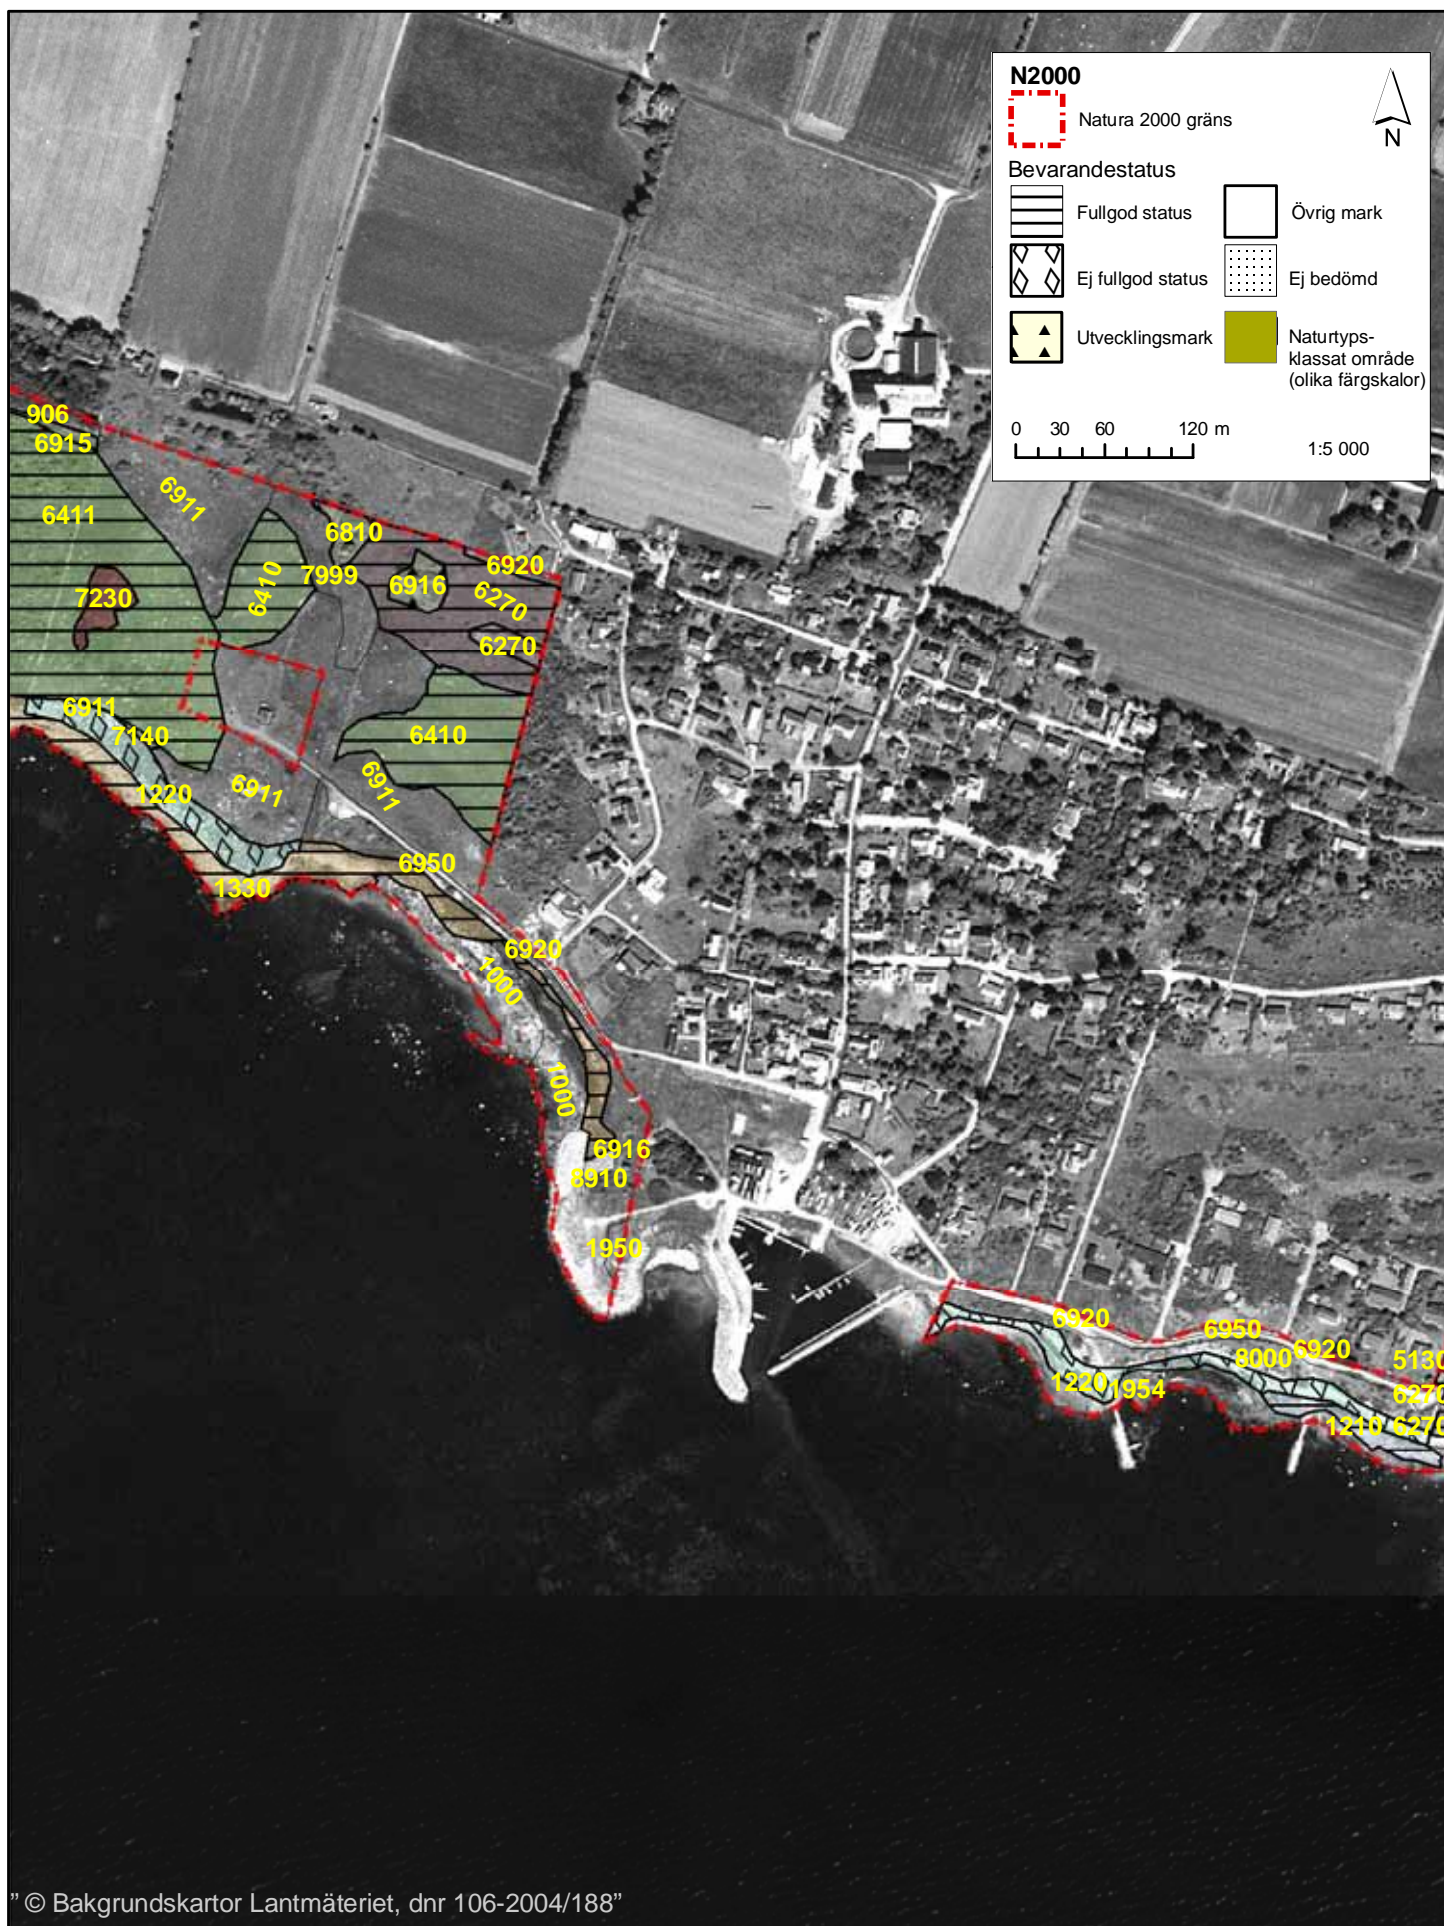 N2000
Natura 2000 gräns
N
Bevarandestatus
Fullgod status
Övrig mark
Ej fullgod status
Ej bedömd
Utvecklingsmark
Naturtyps-
klassat område
(olika färgskalor)
0 30 60 120 m
1:5 000
906
6915
6911
6411
6810
6920
7999
6916
6410
6270
7230
6270
6911
7140
6410
6911
6911
1220
6950
1330
6920
1000
1000
6916
8910
1950
6920
6950
6920
8000
5130
1220
1954
6270
1210
6270
” © Bakgrundskartor Lantmäteriet, dnr 106-2004/188”